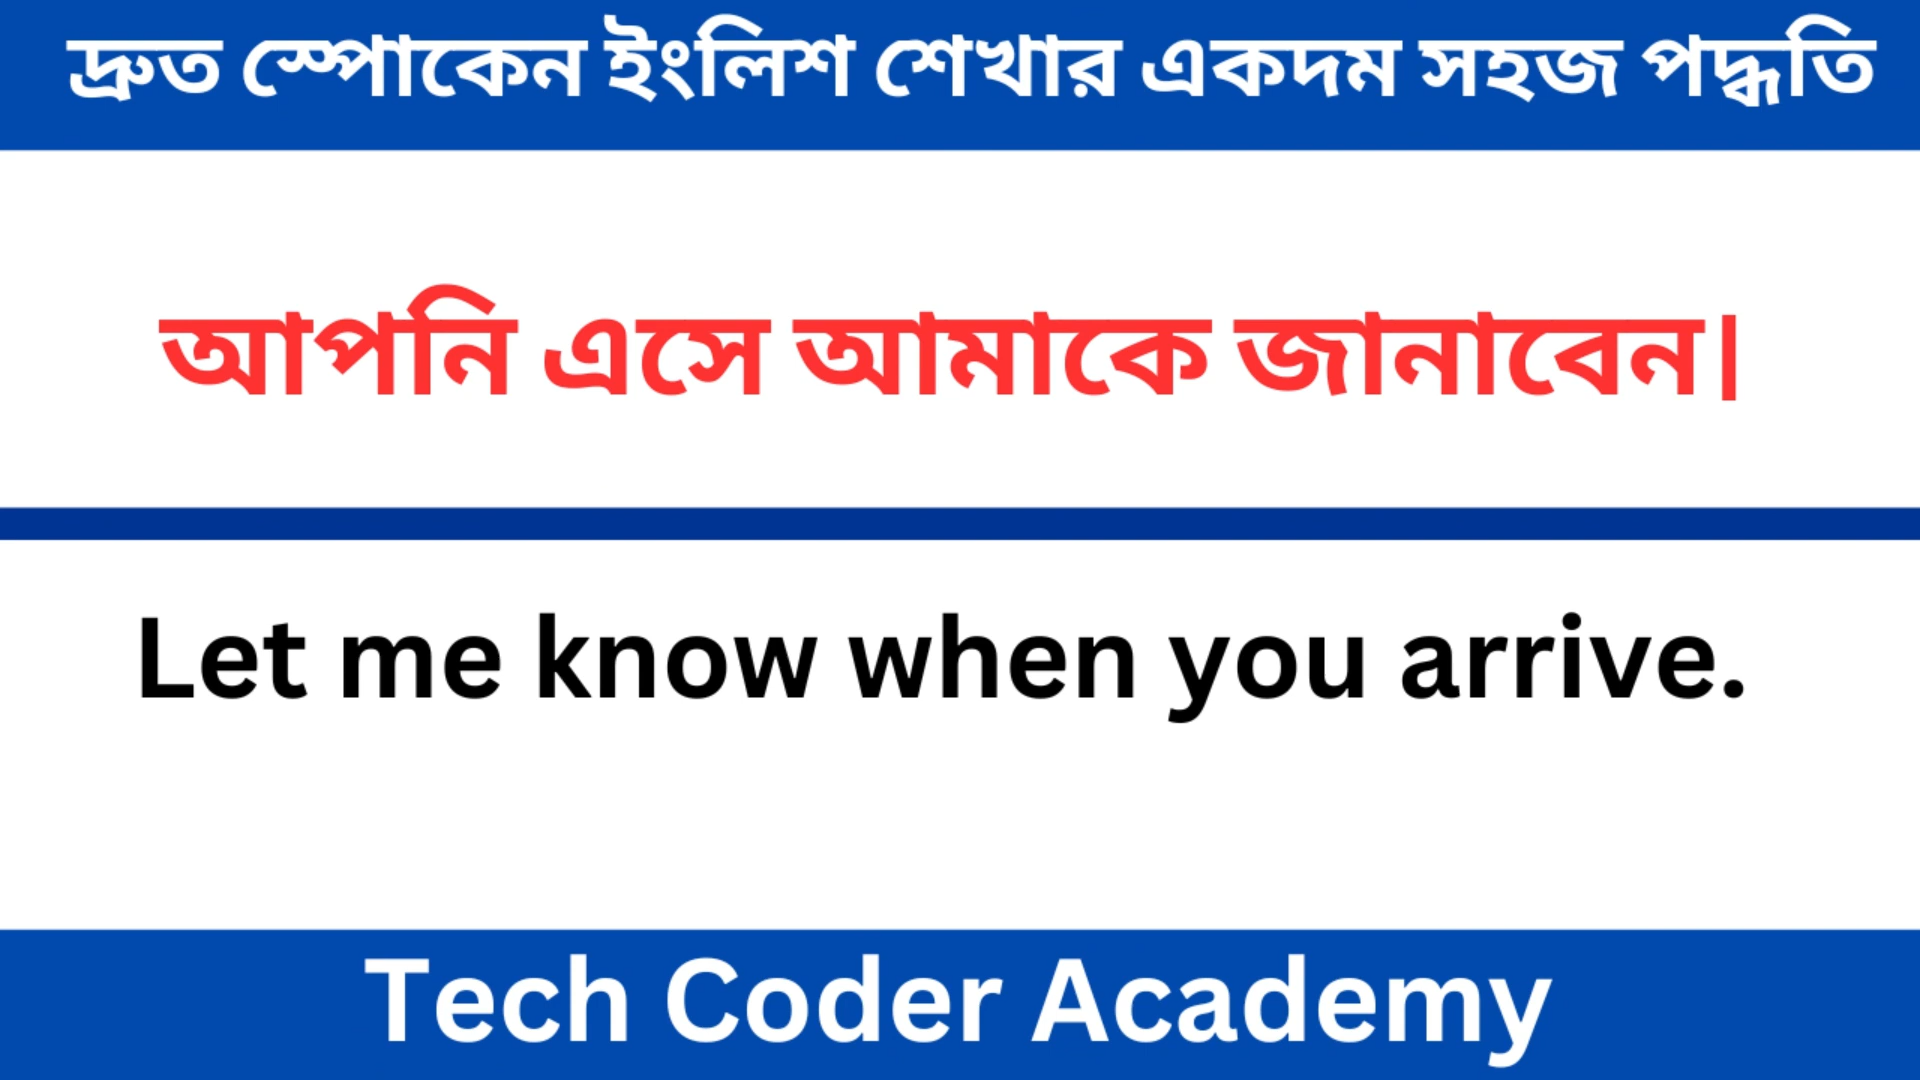 দ্রুত স্পোকেন ইংলিশ শেখার একদম সহজ পদ্ধতি
আপনি এসে আমাকে জানাবেন।
Let me know when you arrive.
Tech Coder Academy